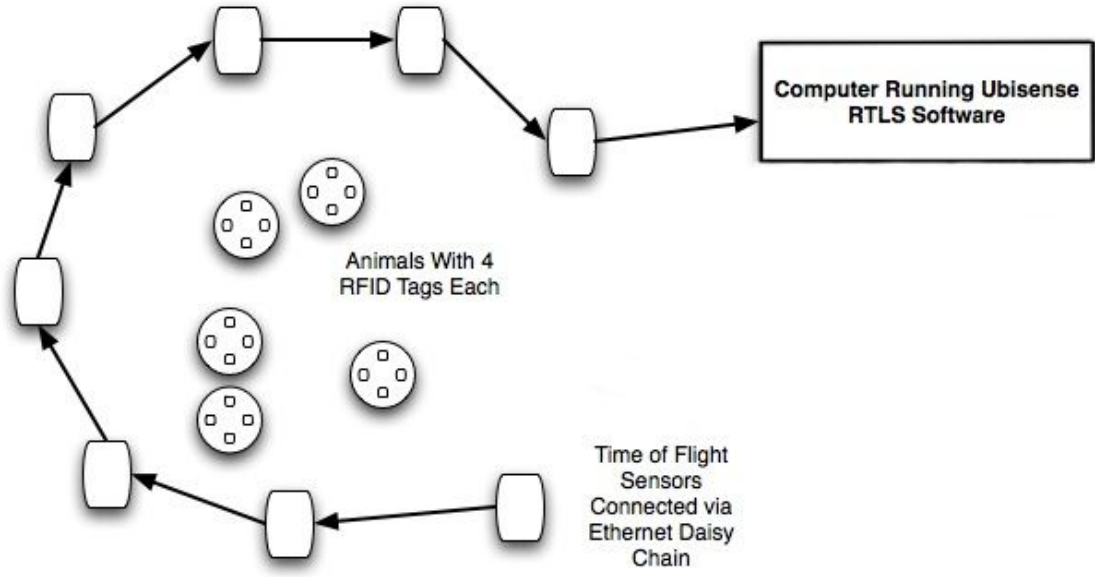 Computer Running Ubisense
RTLS Software
Animals With 4
RFID Tags Each
Time of Flight
Sensors
Connected via
Ethernet Daisy
Chain